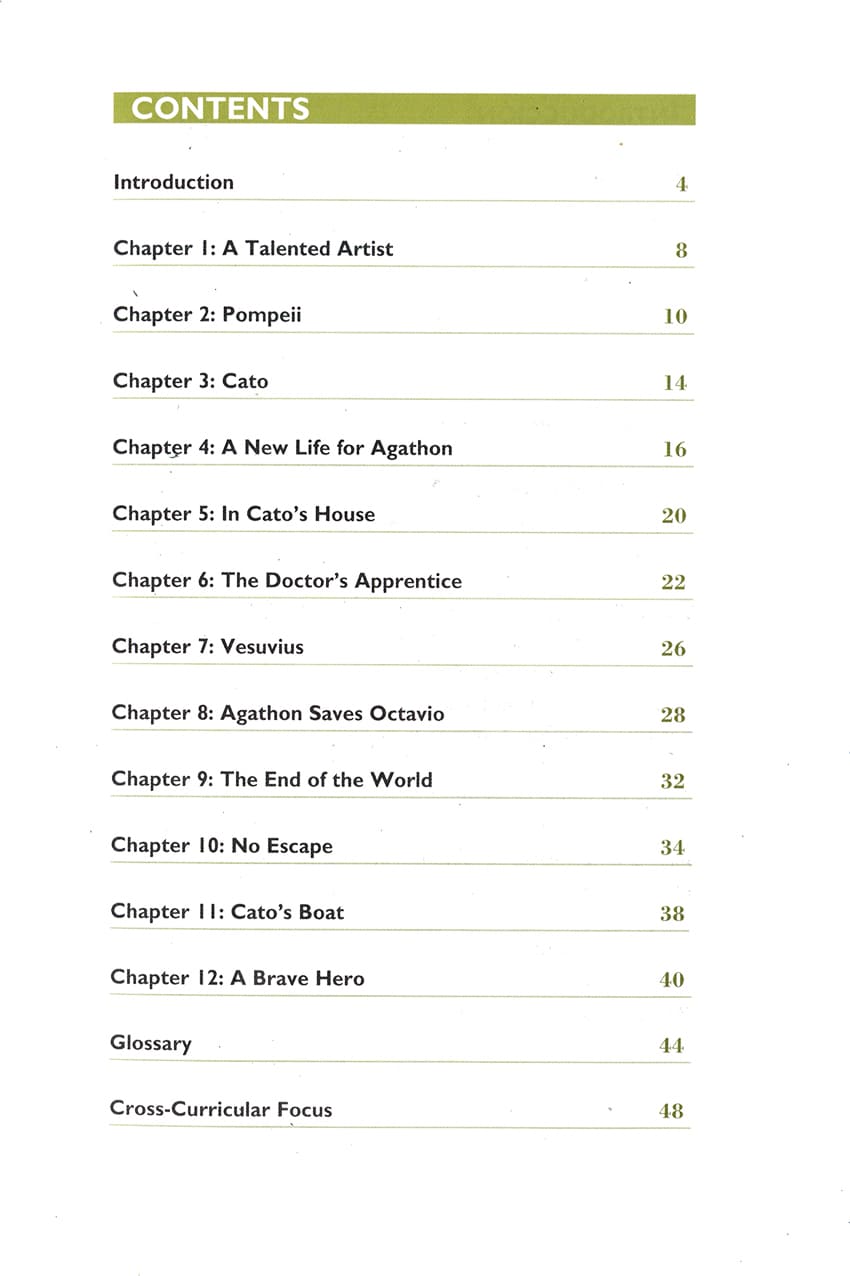 CONTENTS
Introduction 4
Chapter 1: A Talented Artist 8
Chapter 2: Pompeii 10
Chapter 3: Cato 14
Chapter 4: A New Life for Agathon 16
Chapter 5: In Cato's House 20
Chapter 6: The Doctor's Apprentice 22
Chapter 7: Vesuvius 26
Chapter 8: Agathon Saves Octavio 28
Chapter 9: The End of the World 32
Chapter 10: No Escape 34
Chapter 11: Cato's Boat 38
Chapter 12: A Brave Hero 40
Glossary 44
Cross-Curricular Focus 48